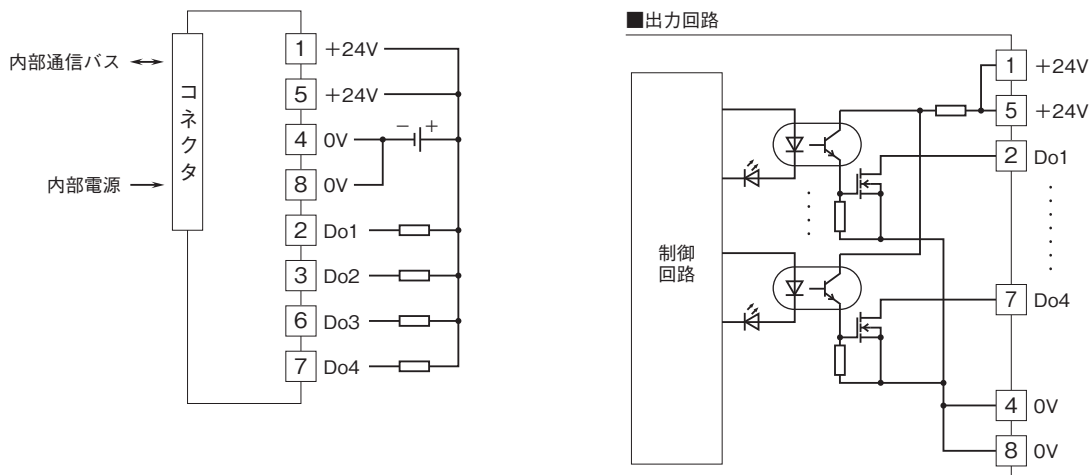 内部通信バス
内部電源
コネクタ
1 +24V
5 +24V
4 0V
− +
8 0V
2 Do1
3 Do2
6 Do3
7 Do4
■出力回路
制御
回路
1 +24V
5 +24V
2 Do1
7 Do4
4 0V
8 0V